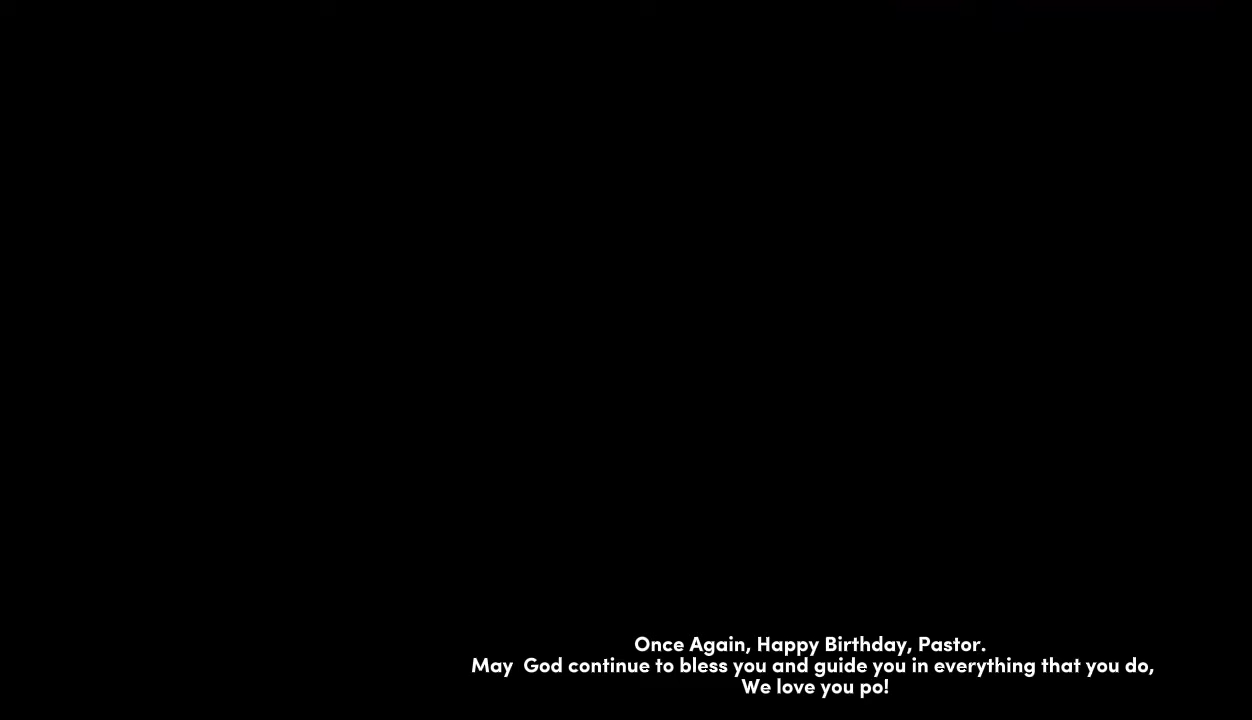 Once Again, Happy Birthday, Pastor.
May  God continue to bless you and guide you in everything that you do,
We love you po!